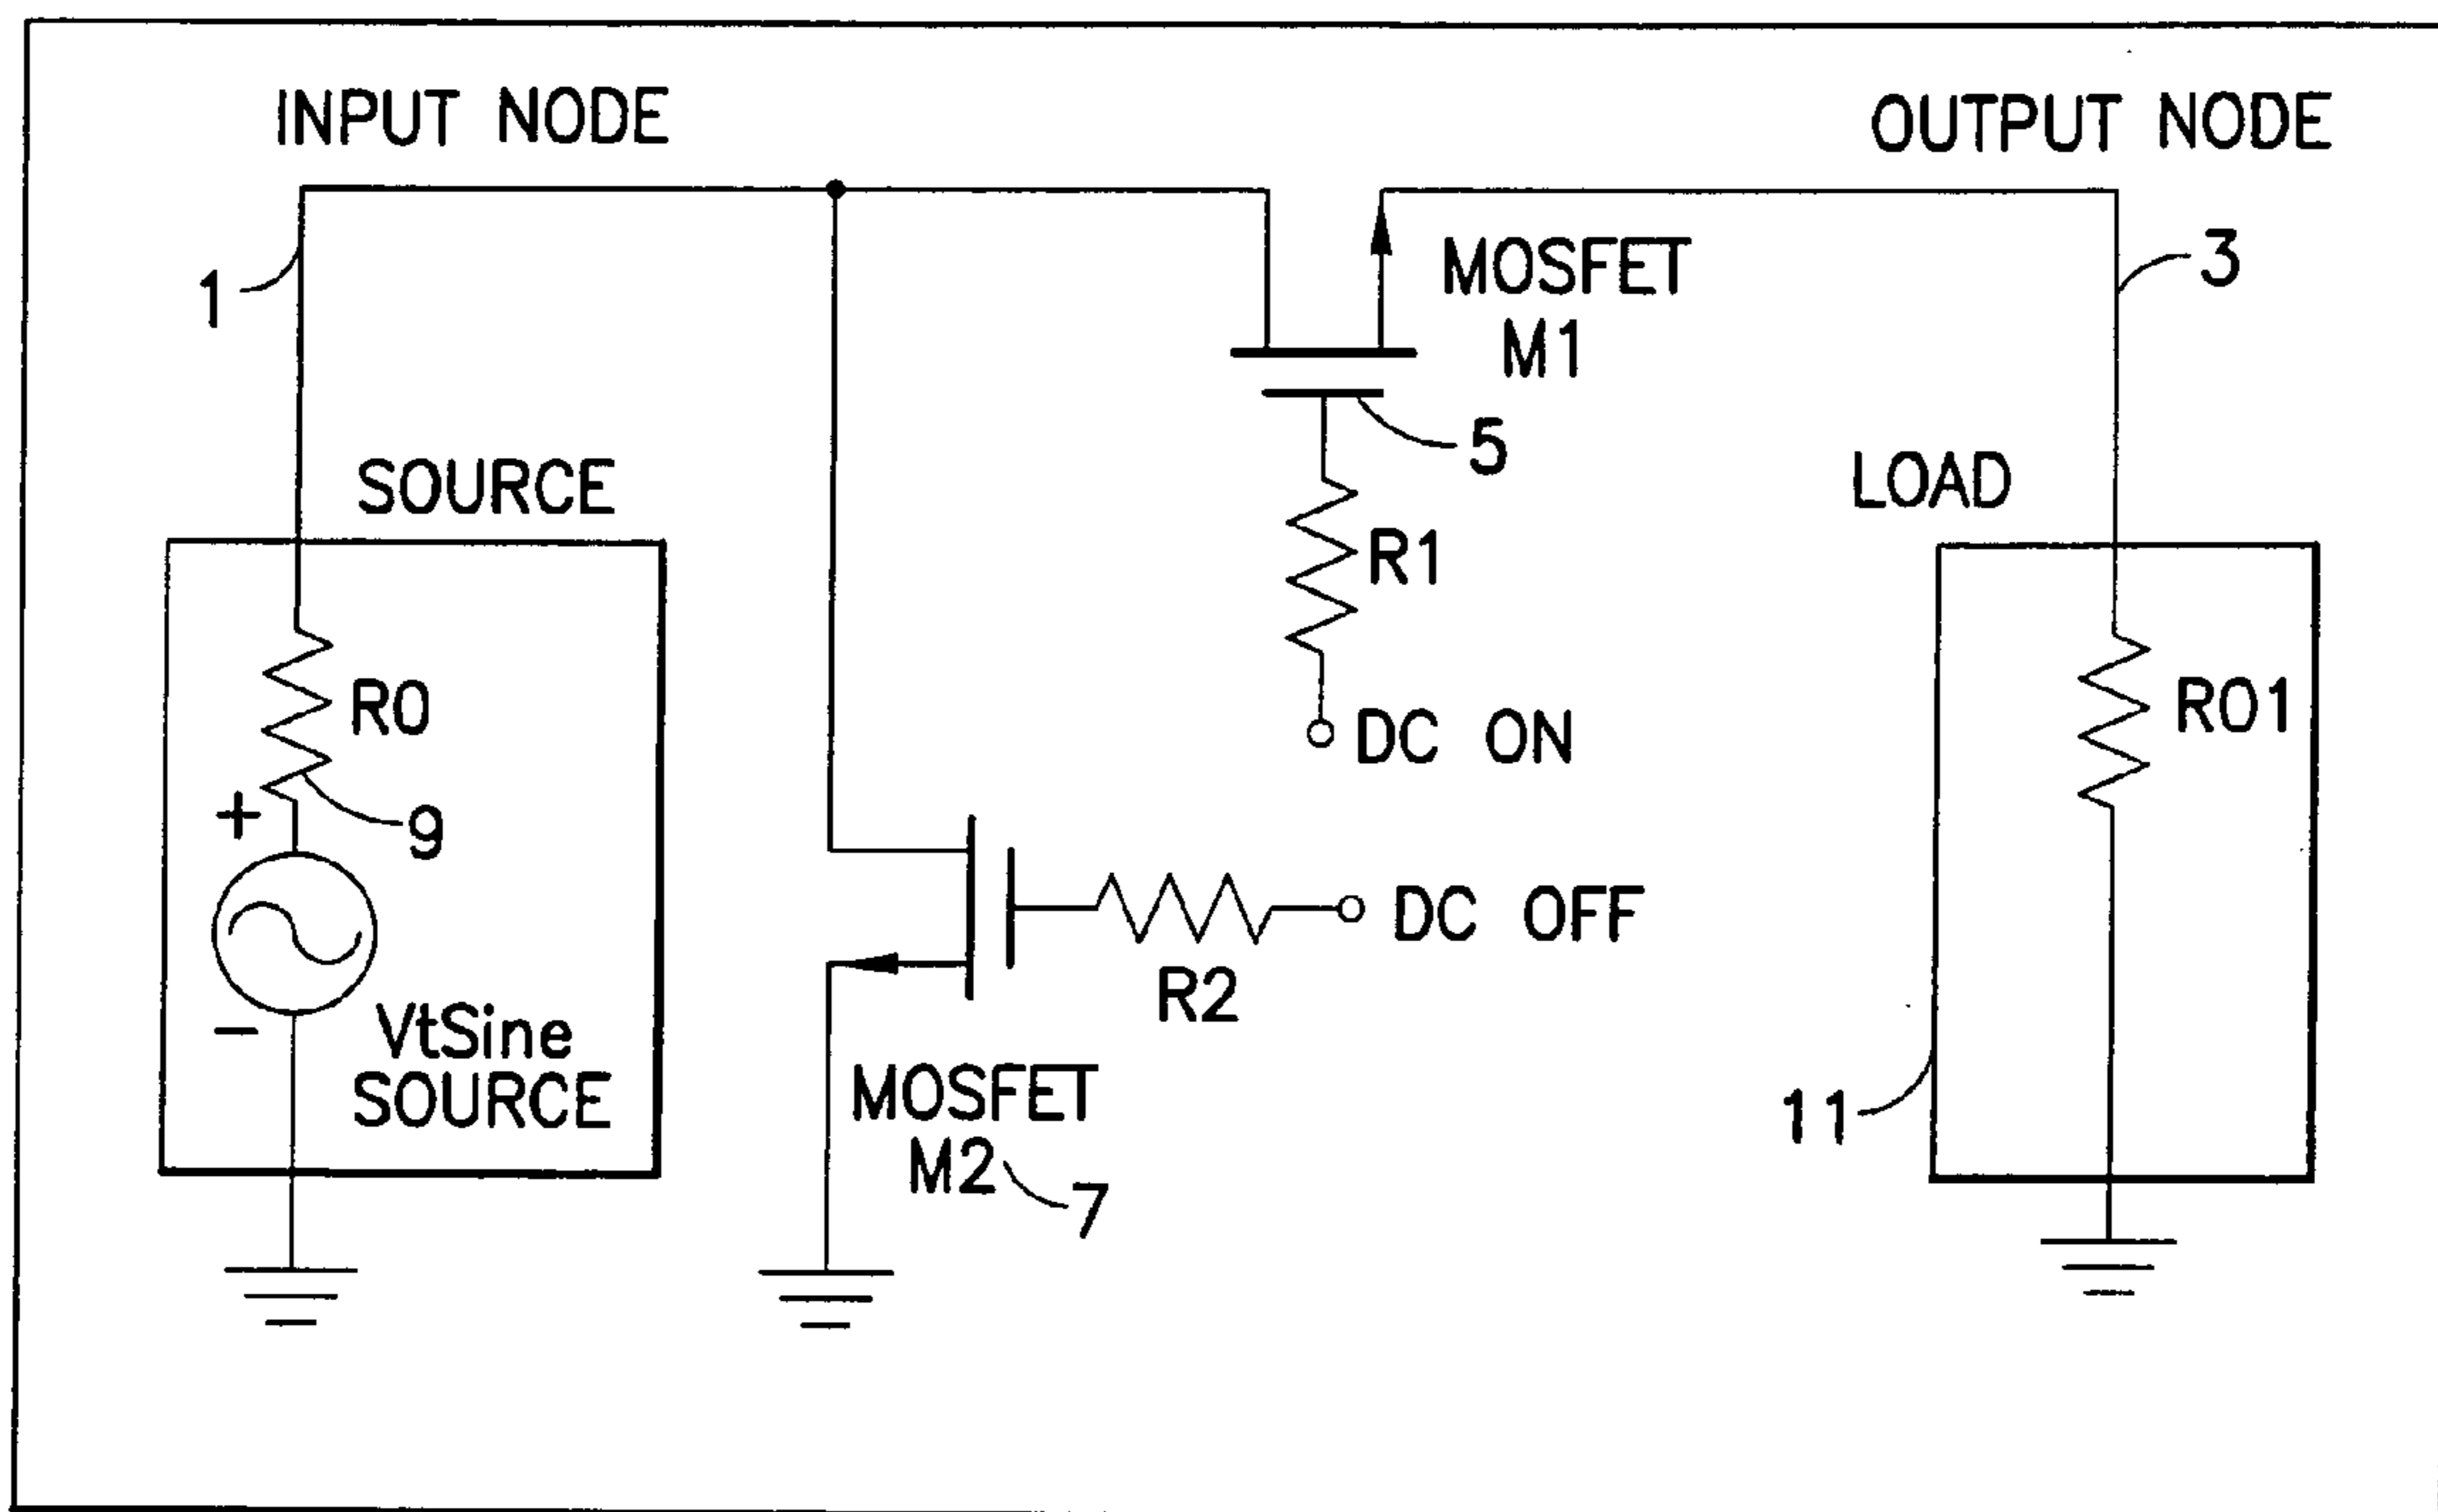 INPUT NODE
OUTPUT NODE
1
MOSFET
M1
3
5
SOURCE
LOAD
R1
R0
DC ON
RO1
+
9
DC OFF
R2
-
VtSine
SOURCE
MOSFET
M2
7
11